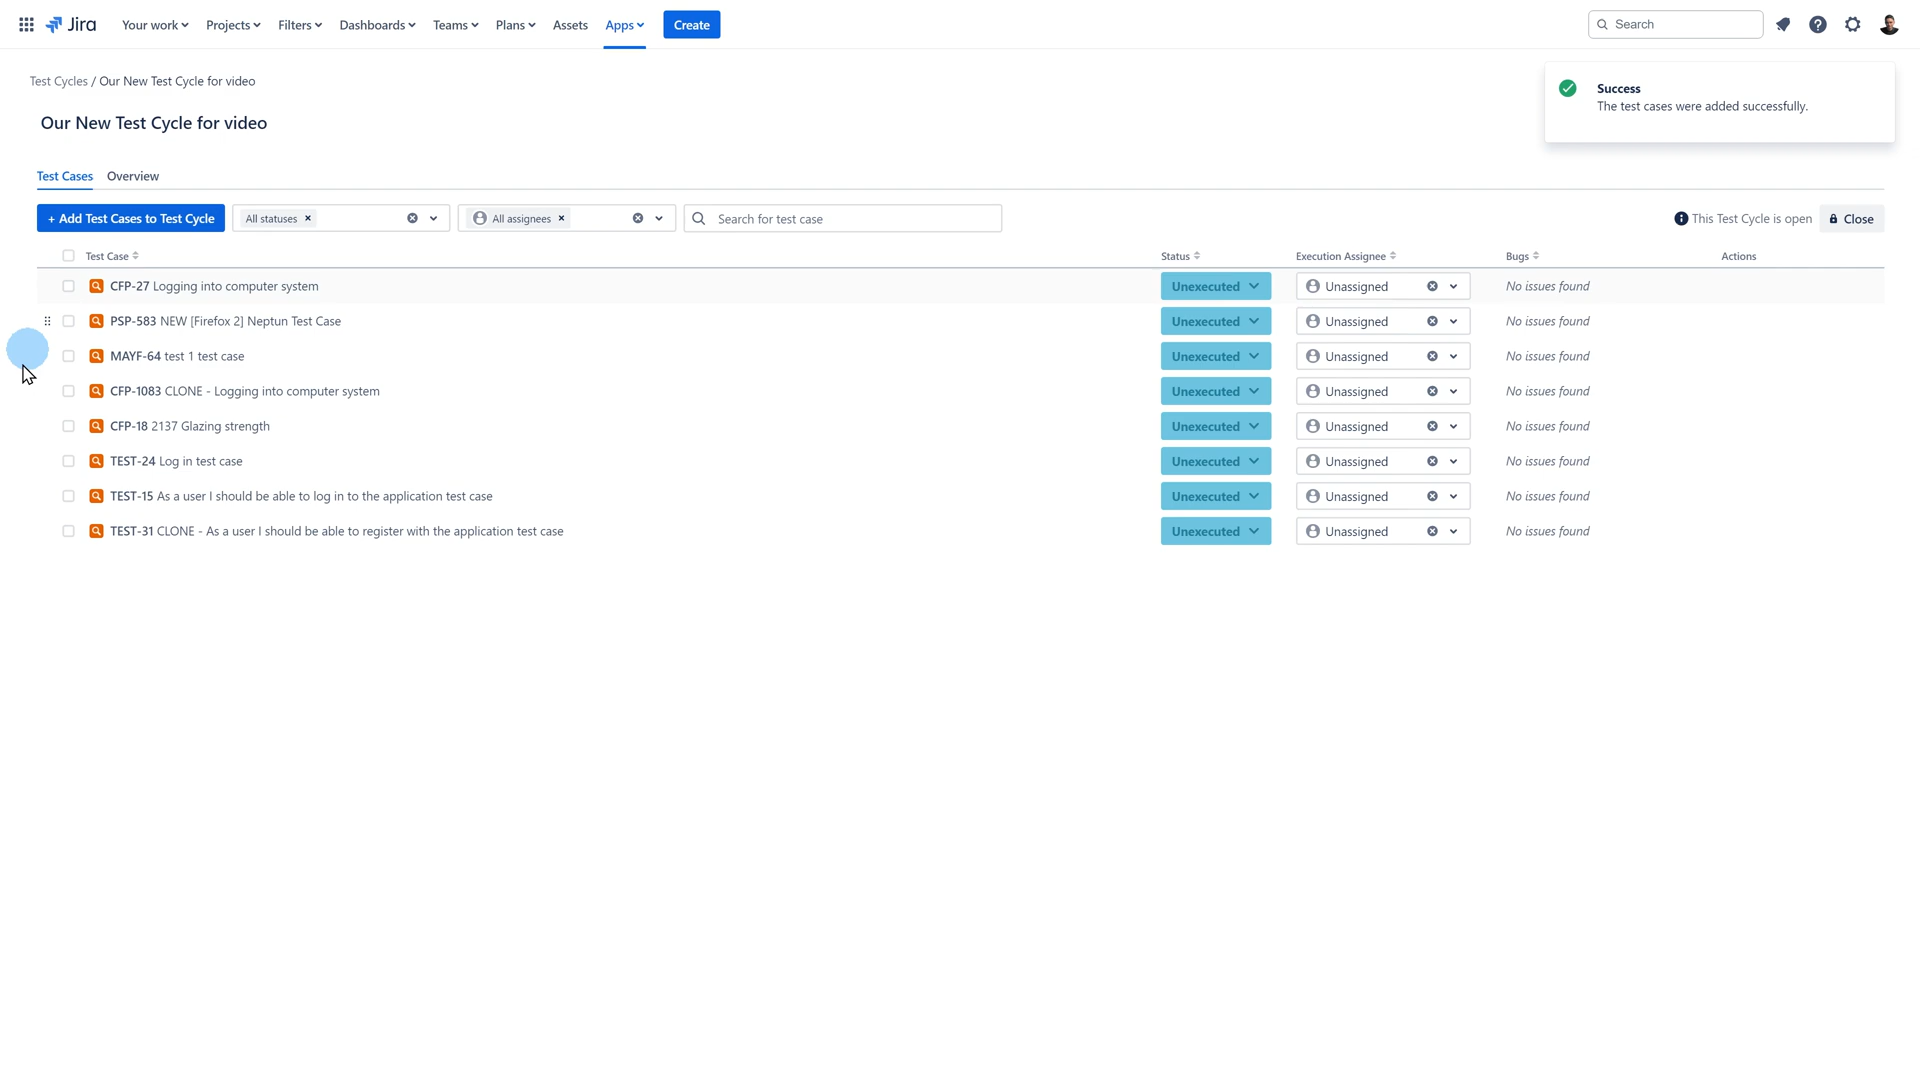 Jira Your work Projects Filters Dashboards Teams Plans Assets Apps Create Search
Test Cycles / Our New Test Cycle for video
Success
The test cases were added successfully.
Our New Test Cycle for video
Test Cases Overview
+ Add Test Cases to Test Cycle All statuses All assignees Search for test case This Test Cycle is open Close
Test Case Status Execution Assignee Bugs Actions
CFP-27 Logging into computer system Unexecuted Unassigned No issues found
PSP-583 NEW [Firefox 2] Neptun Test Case Unexecuted Unassigned No issues found
MAYF-64 test 1 test case Unexecuted Unassigned No issues found
CFP-1083 CLONE - Logging into computer system Unexecuted Unassigned No issues found
CFP-18 2137 Glazing strength Unexecuted Unassigned No issues found
TEST-24 Log in test case Unexecuted Unassigned No issues found
TEST-15 As a user I should be able to log in to the application test case Unexecuted Unassigned No issues found
TEST-31 CLONE - As a user I should be able to register with the application test case Unexecuted Unassigned No issues found